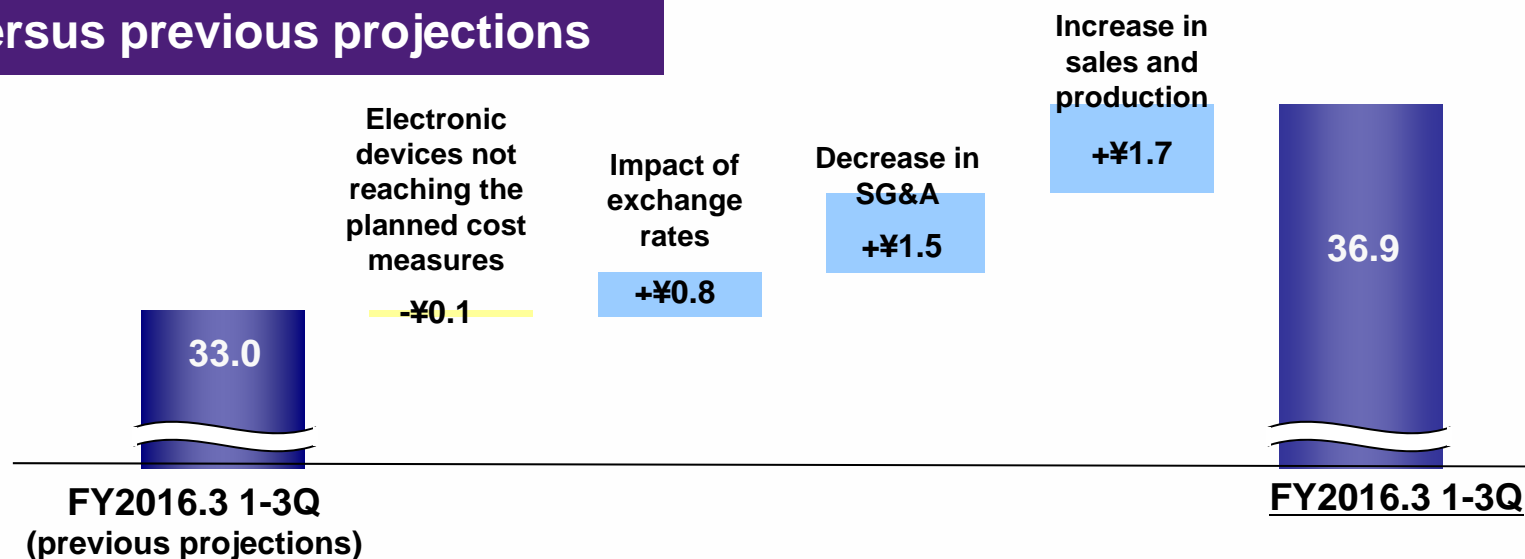 ersus previous projections
Electronic
devices not
reaching the
planned cost
measures
-¥0.1
Impact of
exchange
rates
+¥0.8
Decrease in
SG&A
+¥1.5
Increase in
sales and
production
+¥1.7
33.0
36.9
FY2016.3 1-3Q
(previous projections)
FY2016.3 1-3Q